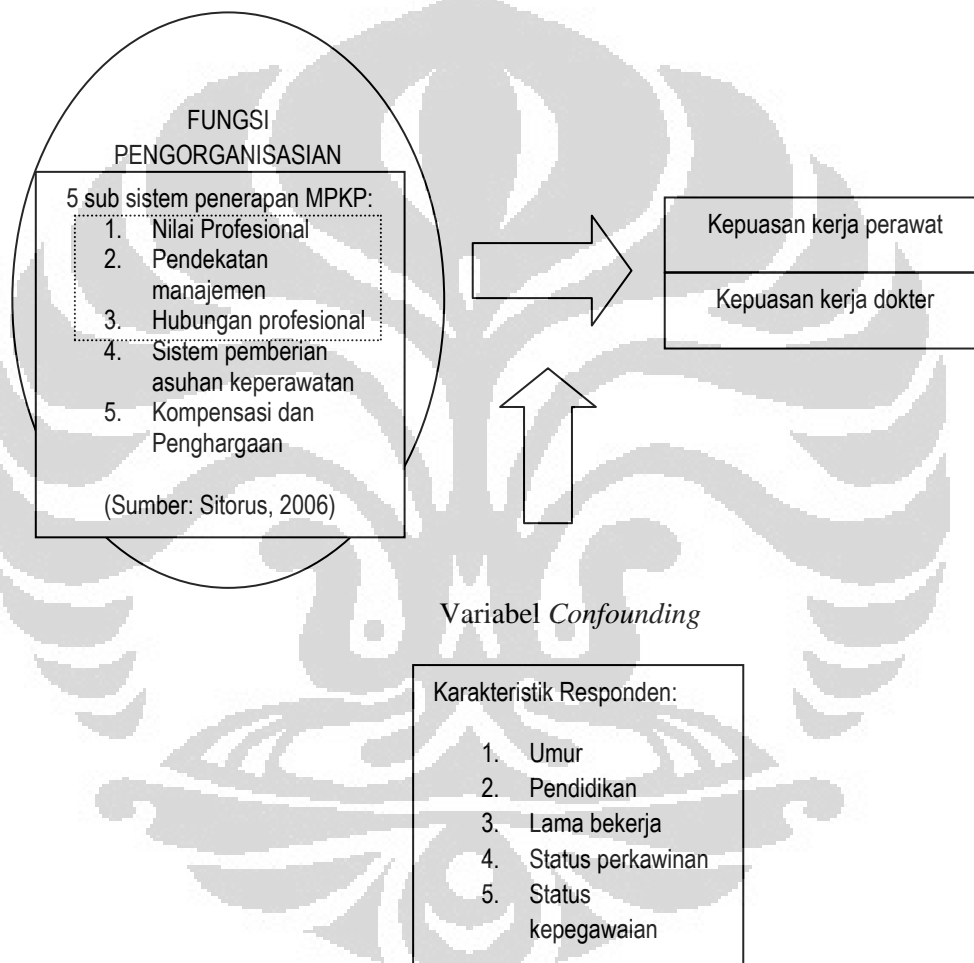 FUNGSI
PENGORGANISASIAN
5 sub sistem penerapan MPKP:
1. Nilai Profesional
2. Pendekatan
manajemen
3. Hubungan profesional
4. Sistem pemberian
asuhan keperawatan
5. Kompensasi dan
Penghargaan
(Sumber: Sitorus, 2006)
Kepuasan kerja perawat
Kepuasan kerja dokter
Variabel Confounding
Karakteristik Responden:
1. Umur
2. Pendidikan
3. Lama bekerja
4. Status perkawinan
5. Status
kepegawaian